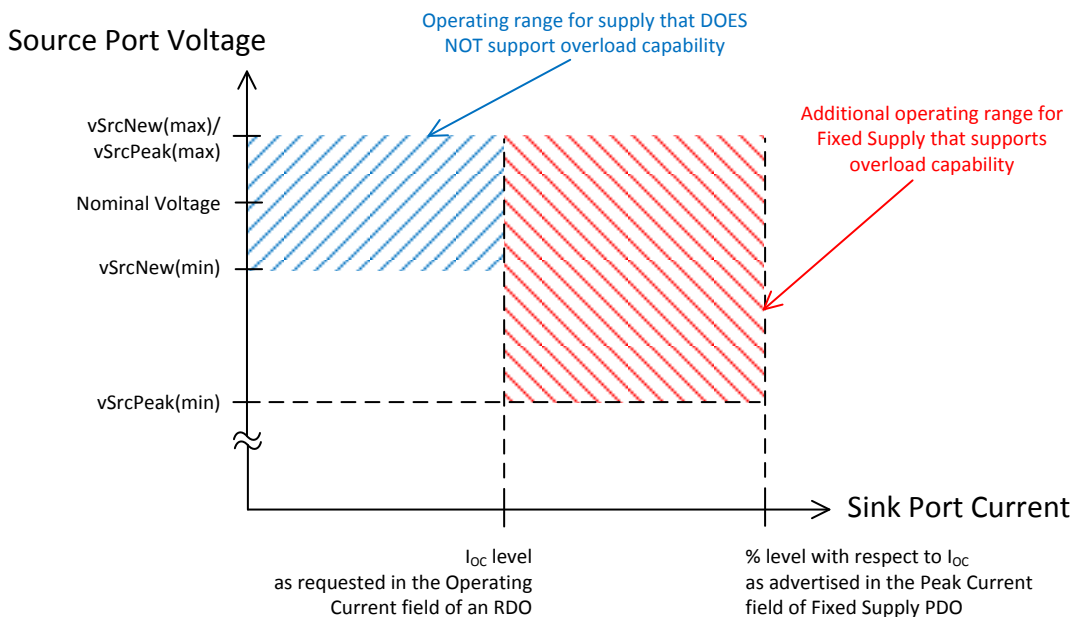 Operating range for supply that DOES
NOT support overload capability
Source Port Voltage
vSrcNew(max)/
vSrcPeak(max)
Additional operating range for
Fixed Supply that supports
overload capability
Nominal Voltage
vSrcNew(min)
vSrcPeak(min)
Sink Port Current
IOC level
as requested in the Operating
Current field of an RDO
% level with respect to IOC
as advertised in the Peak Current
field of Fixed Supply PDO